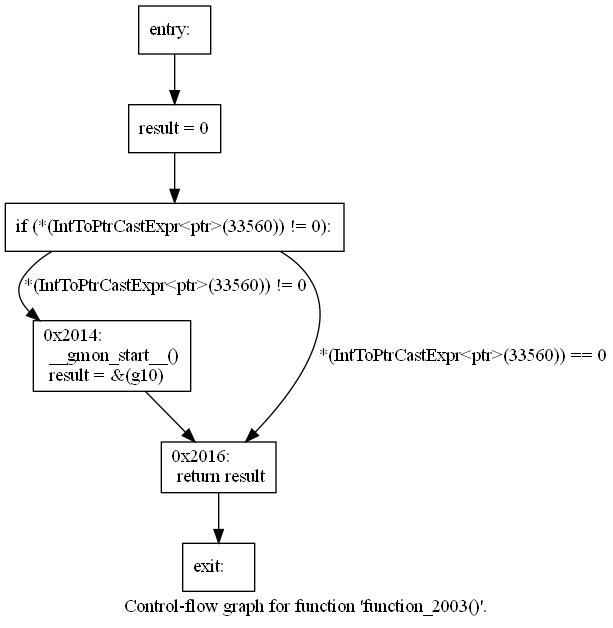 entry:
result = 0
if (*(IntToPtrCastExpr<ptr>(33560)) != 0):
*(IntToPtrCastExpr<ptr>(33560)) != 0
0x2014:
__gmon_start__()
result = &(g10)
*(IntToPtrCastExpr<ptr>(33560)) == 0
0x2016:
return result
exit:
Control-flow graph for function 'function_2003()'.